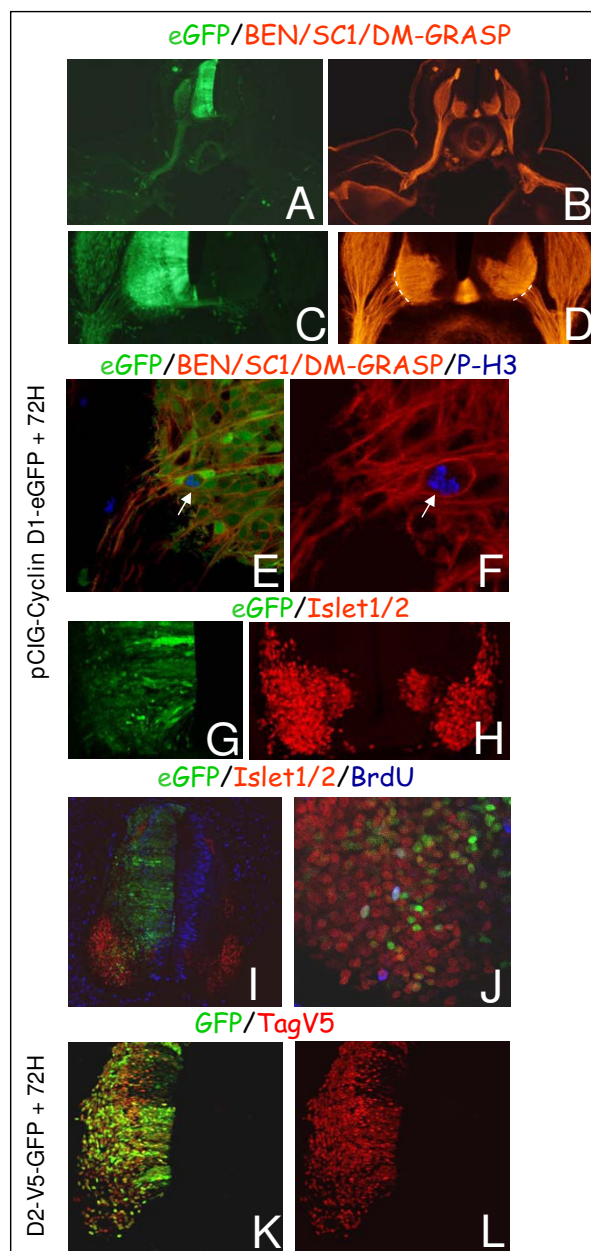 eGFP/BEN/SC1/DM-GRASP
A
B
C
D
eGFP/BEN/SC1/DM-GRASP/P-H3
E
F
eGFP/Islet1/2
G
H
eGFP/Islet1/2/BrdU
I
J
GFP/TagV5
K
L
pCIG-Cyclin D1-eGFP + 72H
D2-V5-GFP + 72H